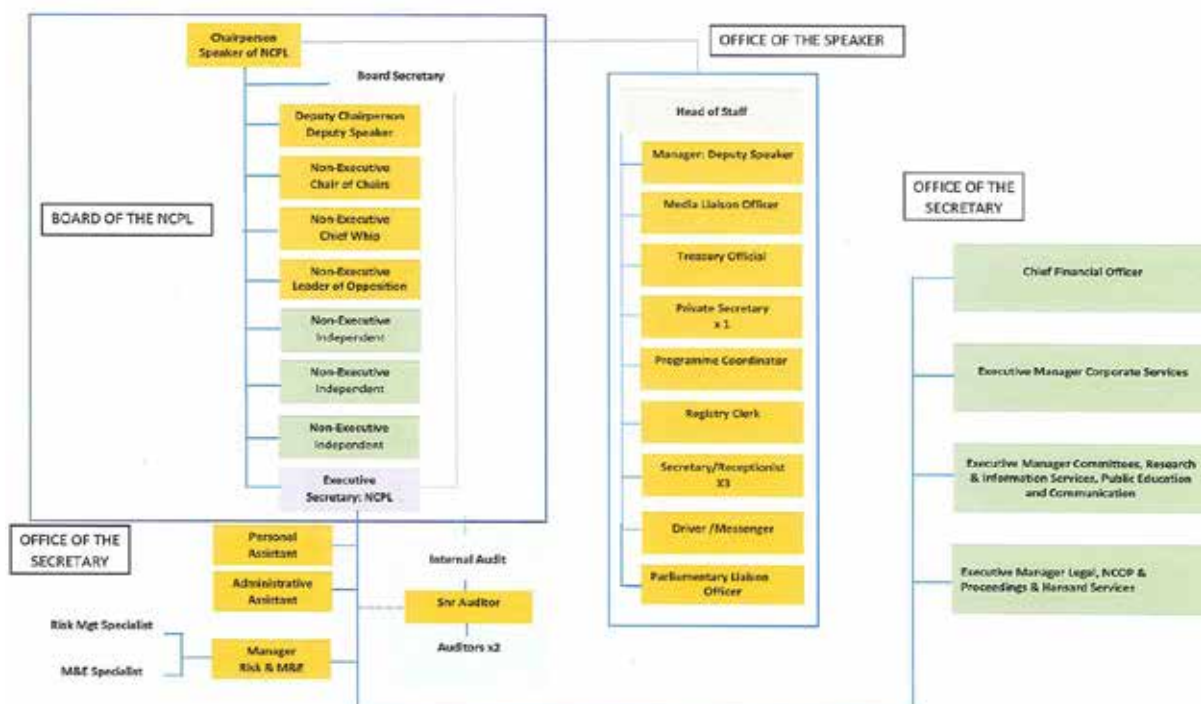 Chairperson
Speaker of NCPL
Board Secretary
Deputy Chairperson
Deputy Speaker
Non-Executive
Chair of Chairs
BOARD OF THE NCPL
Non-Executive
Chief Whip
Non-Executive
Leader of Opposition
Non-Executive
Independent
Non-Executive
Independent
Non-Executive
Independent
Executive
Secretary: NCPL
OFFICE OF THE SPEAKER
Head of Staff
Manager: Deputy Speaker
Media Liaison Officer
Treasury Official
Private Secretary
x 1
Programme Coordinator
Registry Clerk
Secretary/Receptionist
X3
Driver /Messenger
Parliamentary Liaison
Officer
OFFICE OF THE
SECRETARY
Personal
Assistant
Administrative
Assistant
Risk Mgt Specialist
M&E Specialist
Manager
Risk & M&E
Internal Audit
Snr Auditor
Auditors x2
OFFICE OF THE
SECRETARY
Chief Financial Officer
Executive Manager Corporate Services
Executive Manager Committees, Research
& Information Services, Public Education
and Communication
Executive Manager Legal, NCOP &
Proceedings & Hansard Services